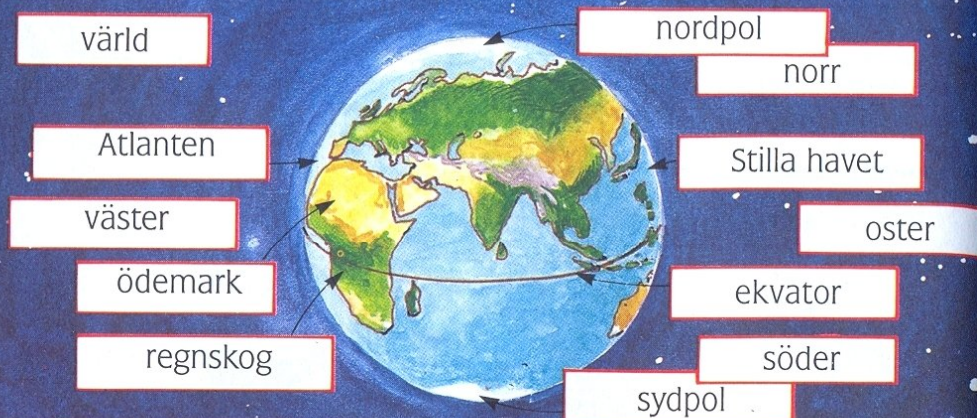 värld
nordpol
norr
Atlanten
Stilla havet
väster
oster
ödemark
ekvator
regnskog
söder
sydpol